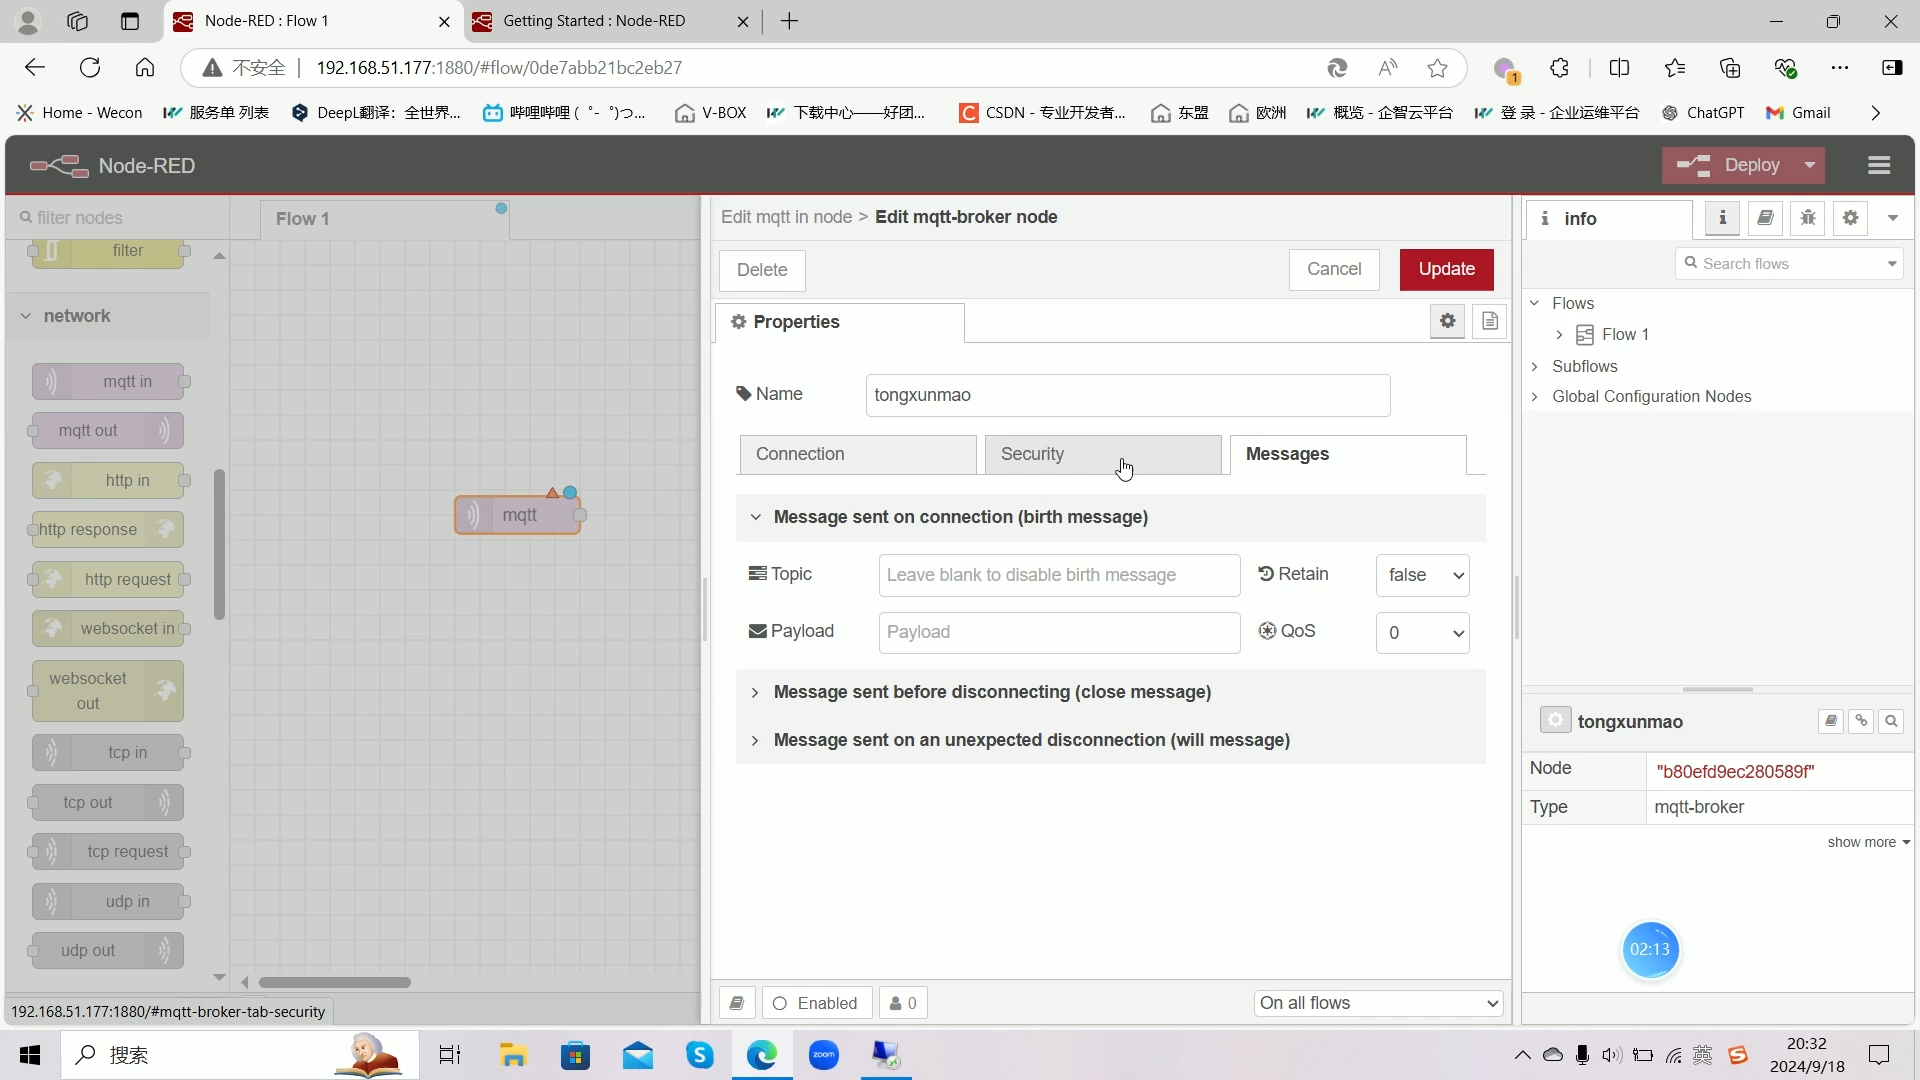 Node-RED : Flow 1
Getting Started : Node-RED
不安全
192.168.51.177:1880/#flow/0de7abb21bc2eb27
1
Home - Wecon
服务单 列表
DeepL翻译：全世界...
哔哩哔哩 ( ゜- ゜)つ...
V-BOX
下载中心——好团...
CSDN - 专业开发者...
东盟
欧洲
概览 - 企智云平台
登 录 - 企业运维平台
ChatGPT
Gmail
Node-RED
Deploy
filter nodes
Flow 1
filter
network
mqtt in
mqtt out
http in
http response
http request
websocket in
websocket
out
tcp in
tcp out
tcp request
udp in
udp out
mqtt
Edit mqtt in node > Edit mqtt-broker node
Delete
Cancel
Update
Properties
Name
tongxunmao
Connection
Security
Messages
Message sent on connection (birth message)
Topic
Leave blank to disable birth message
Retain
false
Payload
Payload
QoS
0
Message sent before disconnecting (close message)
Message sent on an unexpected disconnection (will message)
Enabled
0
On all flows
info
Search flows
Flows
Flow 1
Subflows
Global Configuration Nodes
tongxunmao
Node
"b80efd9ec280589f"
Type
mqtt-broker
show more
02:13
192.168.51.177:1880/#mqtt-broker-tab-security
搜索
zoom
英
20:32
2024/9/18